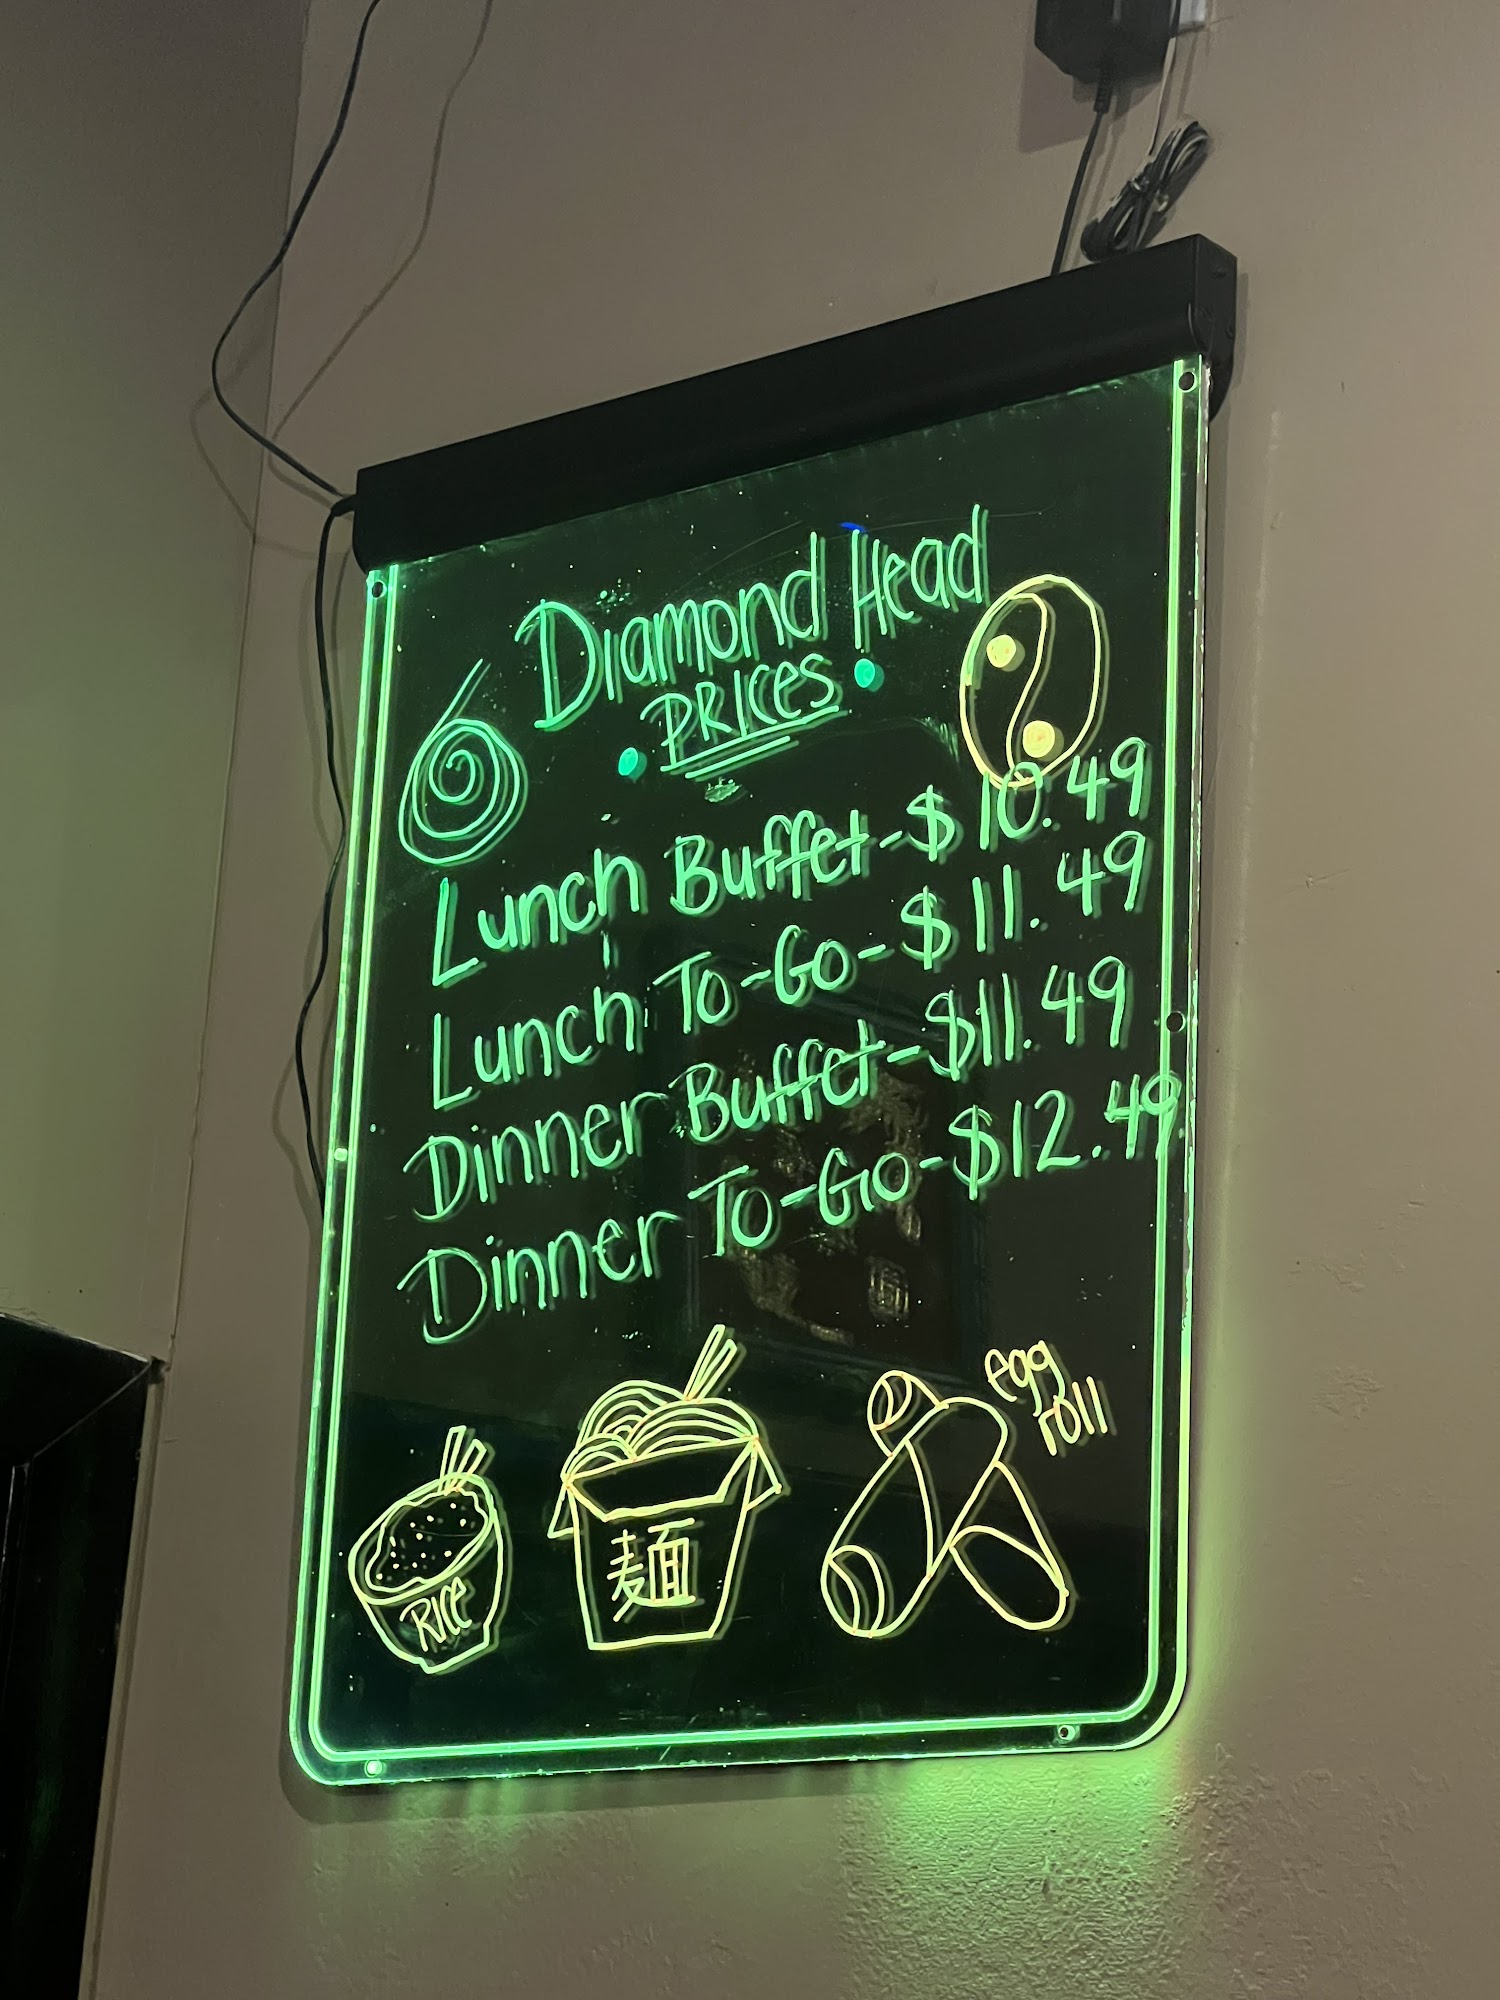 Diamond Head
PRICES
Lunch Buffet - $10.49
Lunch To-Go - $11.49
Dinner Buffet - $11.49
Dinner To-Go - $12.49
egg
roll
麺
Rice